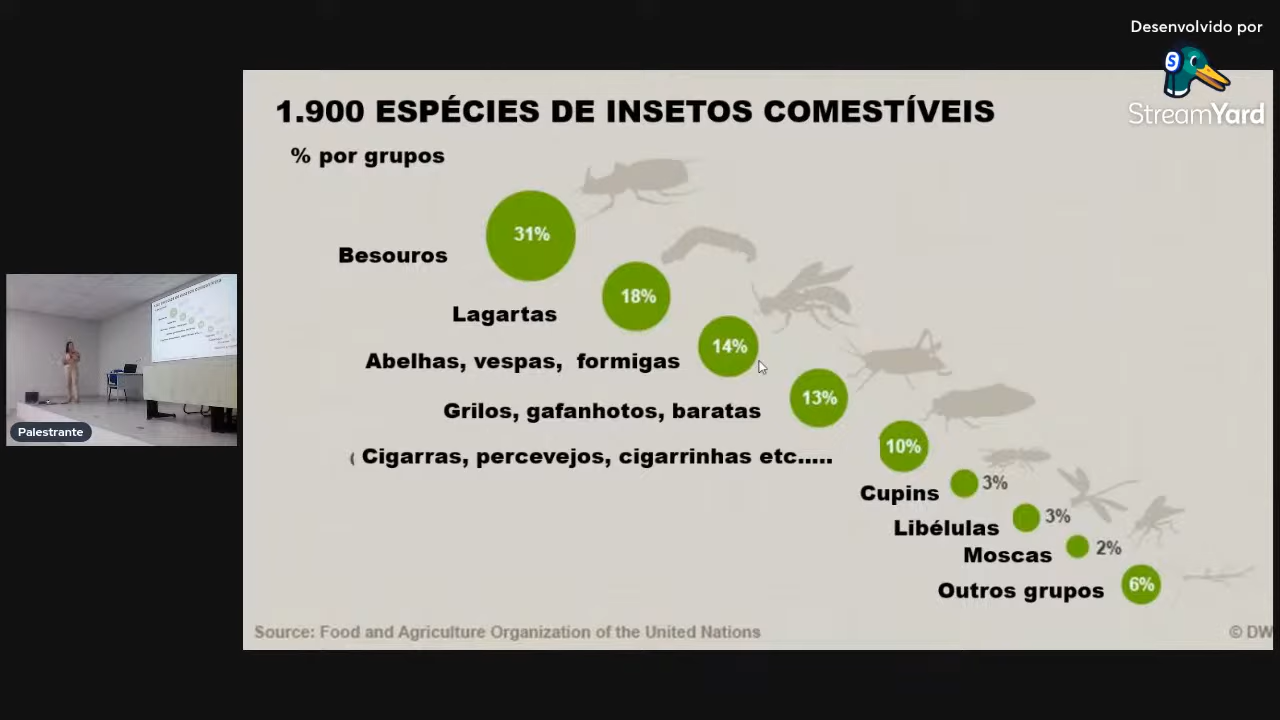 Desenvolvido por
StreamYard
1.900 ESPÉCIES DE INSETOS COMESTÍVEIS
% por grupos
31%
Besouros
18%
Lagartas
14%
Abelhas, vespas, formigas
13%
Grilos, gafanhotos, baratas
10%
( Cigarras, percevejos, cigarrinhas etc.....
Cupins 3%
Libélulas 3%
Moscas 2%
Outros grupos 6%
Source: Food and Agriculture Organization of the United Nations
© DW
Palestrante